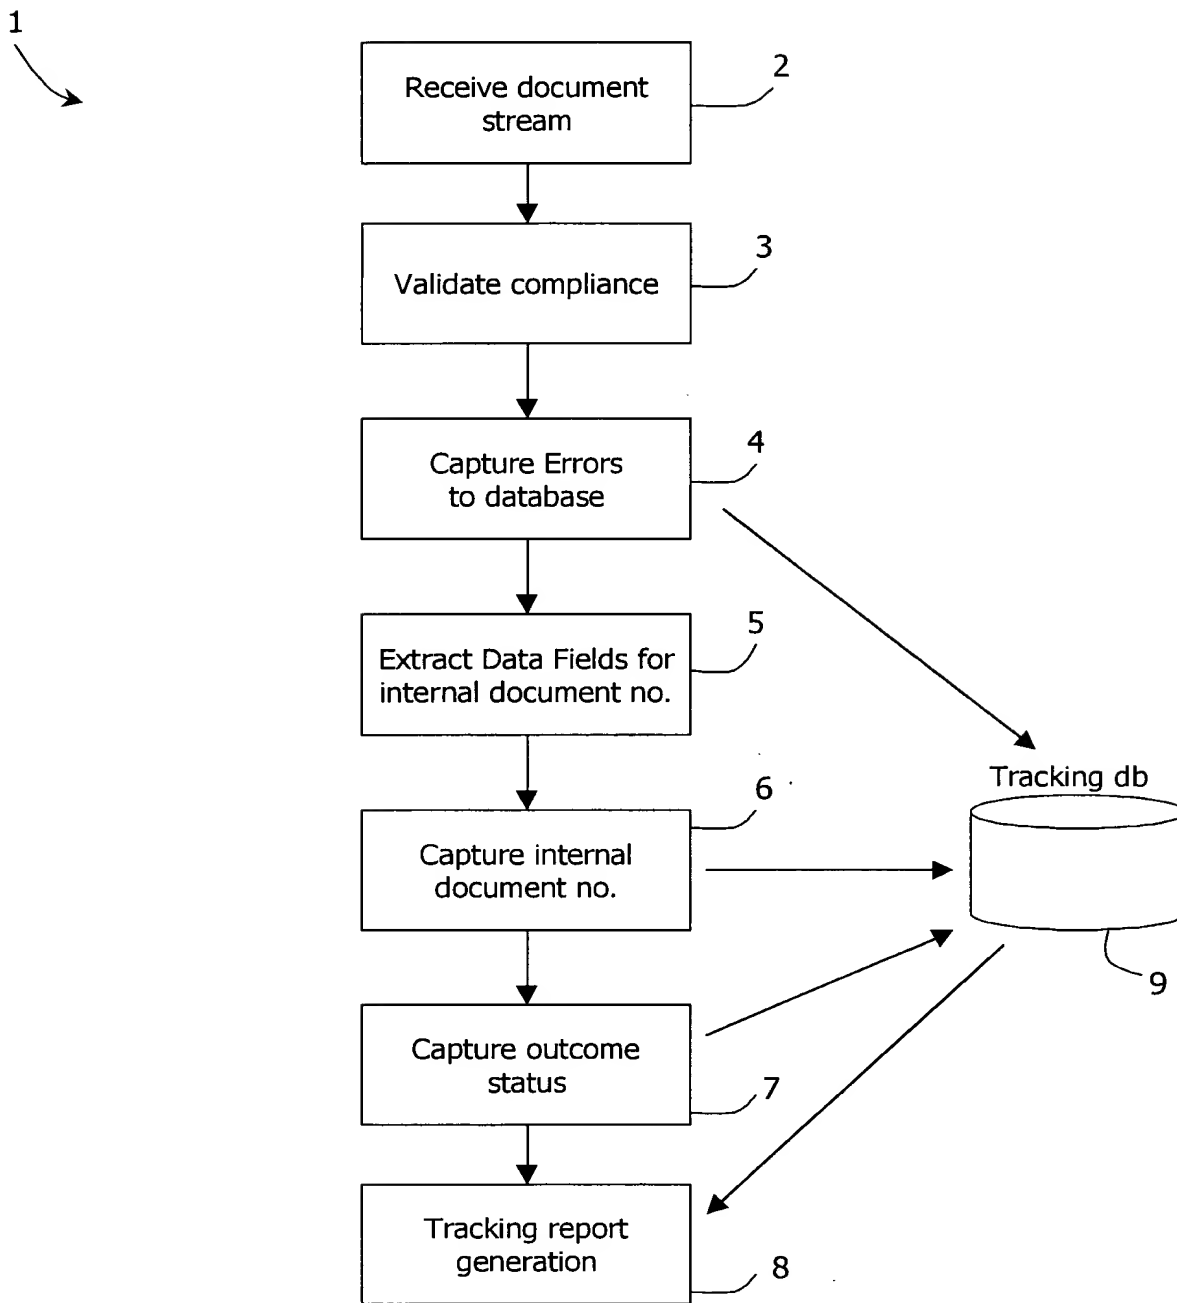 1
Receive document
stream
2
Validate compliance
3
Capture Errors
to database
4
Extract Data Fields for
internal document no.
5
Capture internal
document no.
6
Tracking db
9
Capture outcome
status
7
Tracking report
generation
8